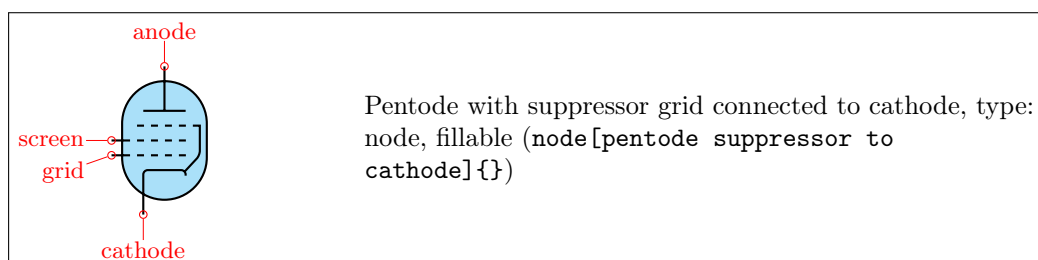 anode
screen
grid
cathode
Pentode with suppressor grid connected to cathode, type:
node, fillable (node[pentode suppressor to
cathode]{})